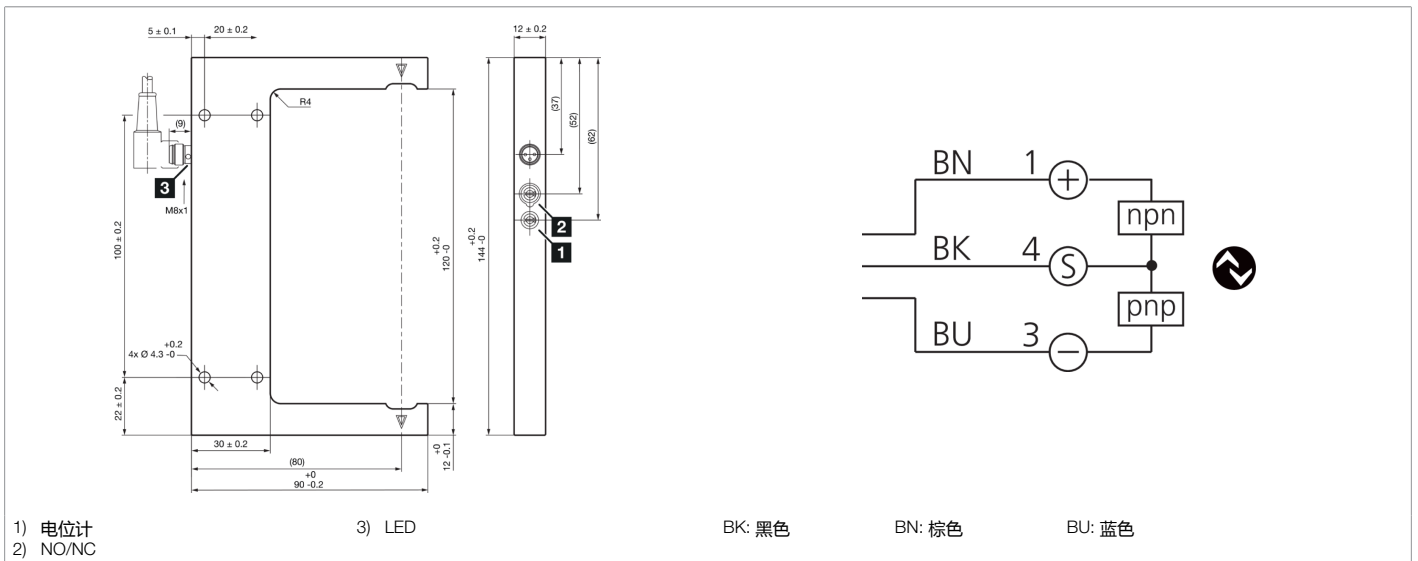 5 ± 0.1
20 ± 0.2
12 ± 0.2
R4
(9)
(37)
(52)
(62)
3
M8x1
2
1
100 ± 0.2
+0.2
120 -0
+0.2
144 -0
+0.2
4x Ø 4.3 -0
22 ± 0.2
30 ± 0.2
(80)
+0
90 -0.2
+0
12 -0.1
BN 1 +
npn
BK 4 S
pnp
BU 3 −
1) 电位计 3) LED BK: 黑色 BN: 棕色 BU: 蓝色
2) NO/NC